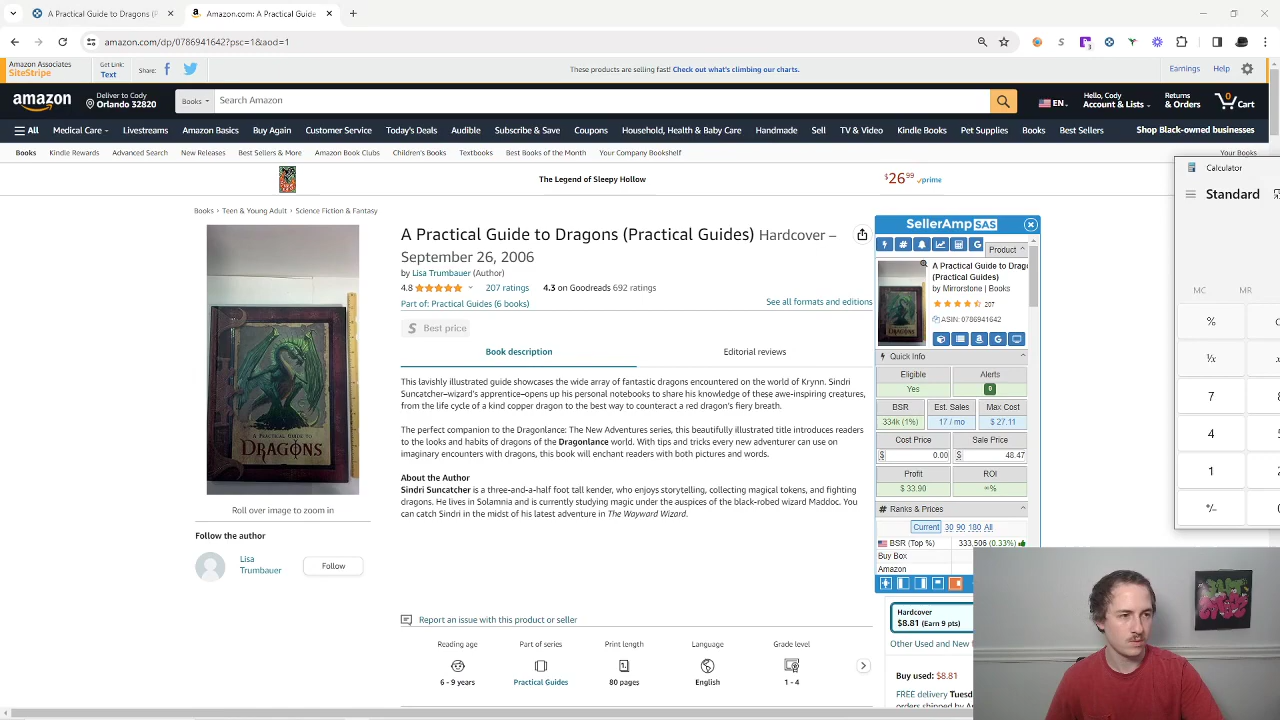 A Practical Guide to Dragons (P
Amazon.com: A Practical Guide
amazon.com/dp/0786941642?psc=1&aod=1
Amazon Associates
SiteStripe
Get Link:
Text
Share:
These products are selling fast! Check out what's climbing our charts.
Earnings
Help
amazon
Deliver to Cody
Orlando 32820
Books
Search Amazon
EN
Hello, Cody
Account & Lists
Returns
& Orders
0
Cart
All
Medical Care
Livestreams
Amazon Basics
Buy Again
Customer Service
Today's Deals
Audible
Subscribe & Save
Coupons
Household, Health & Baby Care
Handmade
Sell
TV & Video
Kindle Books
Pet Supplies
Books
Best Sellers
Shop Black-owned businesses
Books
Kindle Rewards
Advanced Search
New Releases
Best Sellers & More
Amazon Book Clubs
Children's Books
Textbooks
Best Books of the Month
Your Company Bookshelf
Your Books
The Legend of Sleepy Hollow
$26.99
prime
Books › Teen & Young Adult › Science Fiction & Fantasy
A PRACTICAL GUIDE TO
DRAGONS
Roll over image to zoom in
Follow the author
Lisa
Trumbauer
Follow
A Practical Guide to Dragons (Practical Guides) Hardcover –
September 26, 2006
by Lisa Trumbauer (Author)
4.8
207 ratings
4.3 on Goodreads 692 ratings
Part of: Practical Guides (6 books)
See all formats and editions
S Best price
Book description
Editorial reviews
This lavishly illustrated guide showcases the wide array of fantastic dragons encountered on the world of Krynn. Sindri
Suncatcher–wizard's apprentice–opens up his personal notebooks to share his knowledge of these awe-inspiring creatures,
from the life cycle of a kind copper dragon to the best way to counteract a red dragon's fiery breath.
The perfect companion to the Dragonlance: The New Adventures series, this beautifully illustrated title introduces readers
to the looks and habits of dragons of the Dragonlance world. With tips and tricks every new adventurer can use on
imaginary encounters with dragons, this book will enchant readers with both pictures and words.
About the Author
Sindri Suncatcher is a three-and-a-half foot tall kender, who enjoys storytelling, collecting magical tokens, and fighting
dragons. He lives in Solamnia and is currently studying magic under the auspices of the black-robed wizard Maddoc. You
can catch Sindri in the midst of his latest adventure in The Wayward Wizard.
Report an issue with this product or seller
Reading age
6 - 9 years
Part of series
Practical Guides
Print length
80 pages
Language
English
Grade level
1 - 4
SellerAmp SAS
Product
A Practical Guide to Drago
(Practical Guides)
by Mirrorstone | Books
207
ASIN: 0786941642
Quick Info
Eligible
Yes
Alerts
0
BSR
334k (1%)
Est. Sales
17 / mo
Max Cost
$ 27.11
Cost Price
$ 0.00
Sale Price
$ 48.47
Profit
$ 33.90
ROI
∞%
Ranks & Prices
Current 30 90 180 All
BSR (Top %)
333,506 (0.33%)
Buy Box
Amazon
Hardcover
$8.81 (Earn 9 pts)
Other Used and New
Buy used: $8.81
FREE delivery Tuesd
orders shipped by A
Calculator
Standard
MC
MR
%
⅟x
7
8
4
5
1
2
+/-
0